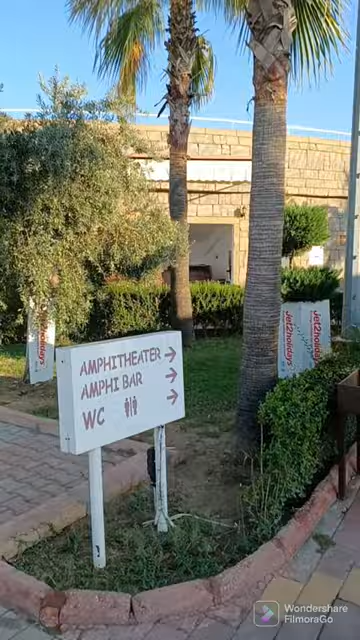 AMPHITHEATER →
AMPHI BAR →
WC →
Jet2holidays
Jet2holidays
Jet2holidays
Wondershare
FilmoraGo